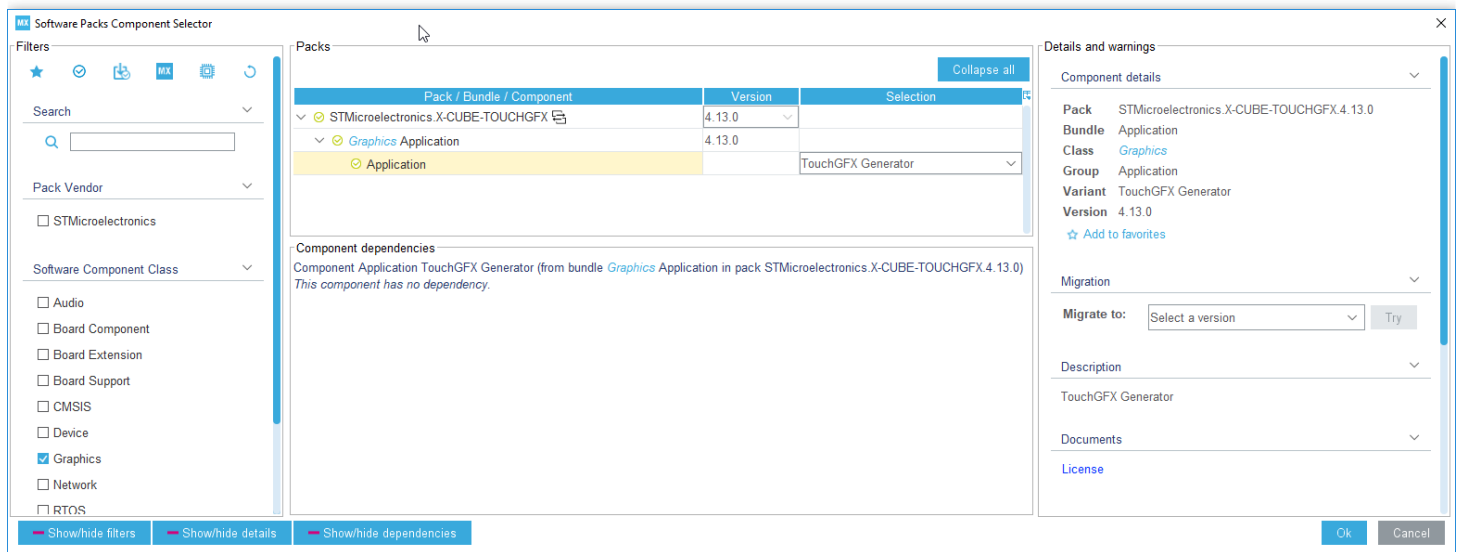 MX Software Packs Component Selector
Filters
MX
Search
Pack Vendor
STMicroelectronics
Software Component Class
Audio
Board Component
Board Extension
Board Support
CMSIS
Device
Graphics
Network
RTOS
Packs
Collapse all
Pack / Bundle / Component Version Selection
STMicroelectronics.X-CUBE-TOUCHGFX 4.13.0
Graphics Application 4.13.0
Application TouchGFX Generator
Component dependencies
Component Application TouchGFX Generator (from bundle Graphics Application in pack STMicroelectronics.X-CUBE-TOUCHGFX.4.13.0)
This component has no dependency.
Details and warnings
Component details
Pack STMicroelectronics.X-CUBE-TOUCHGFX.4.13.0
Bundle Application
Class Graphics
Group Application
Variant TouchGFX Generator
Version 4.13.0
Add to favorites
Migration
Migrate to: Select a version Try
Description
TouchGFX Generator
Documents
License
Show/hide filters Show/hide details Show/hide dependencies Ok Cancel